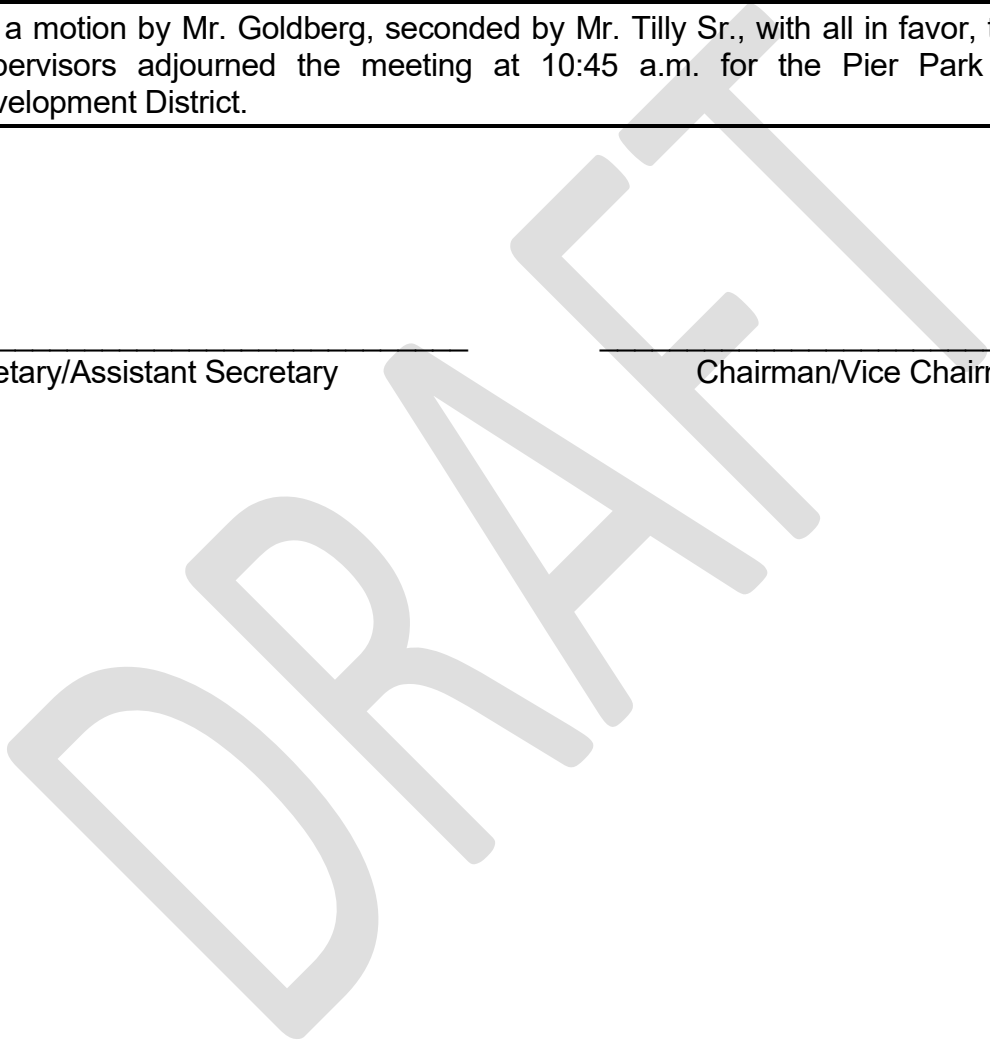 a motion by Mr. Goldberg, seconded by Mr. Tilly Sr., with all in favor,
pervisors adjourned the meeting at 10:45 a.m. for the Pier Park
velopment District.
etary/Assistant Secretary
Chairman/Vice Chair
DRAFT